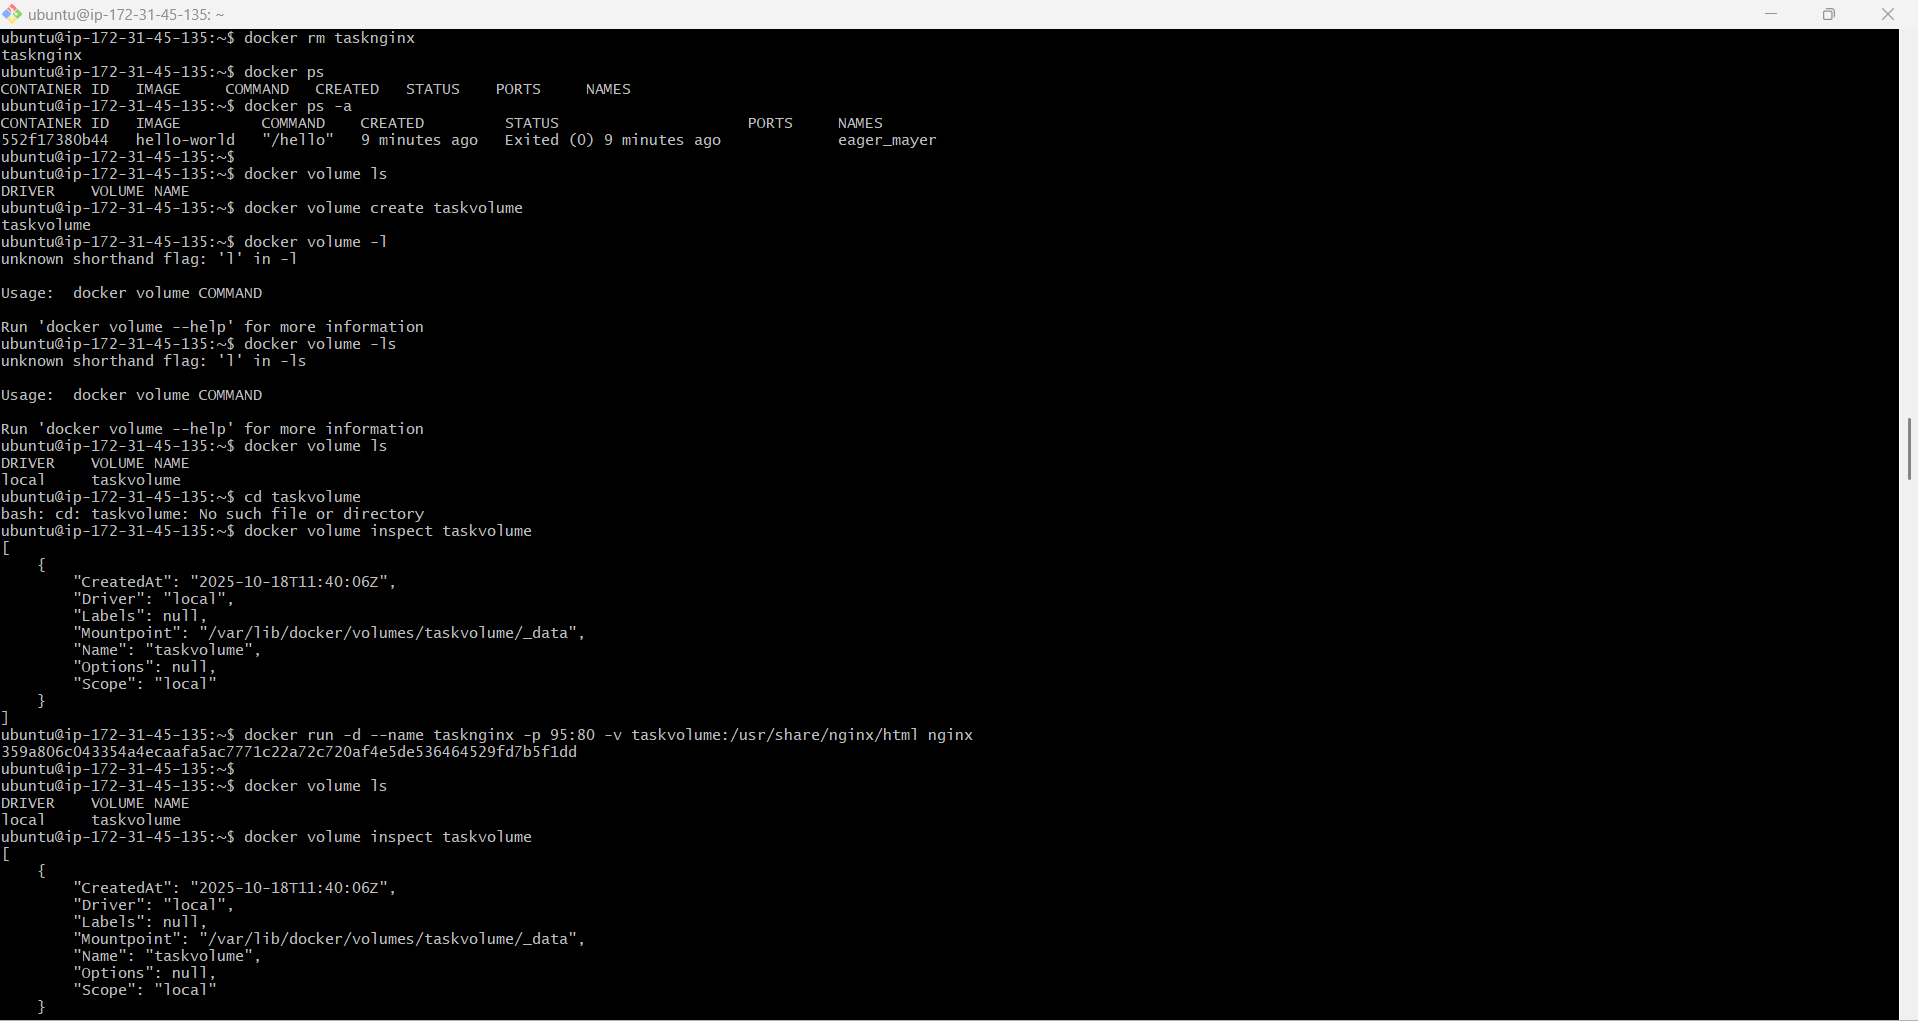 ubuntu@ip-172-31-45-135: ~
ubuntu@ip-172-31-45-135:~$ docker rm tasknginx
tasknginx
ubuntu@ip-172-31-45-135:~$ docker ps
CONTAINER ID   IMAGE     COMMAND   CREATED   STATUS    PORTS     NAMES
ubuntu@ip-172-31-45-135:~$ docker ps -a
CONTAINER ID   IMAGE         COMMAND    CREATED         STATUS                     PORTS     NAMES
552f17380b44   hello-world   "/hello"   9 minutes ago   Exited (0) 9 minutes ago             eager_mayer
ubuntu@ip-172-31-45-135:~$
ubuntu@ip-172-31-45-135:~$ docker volume ls
DRIVER    VOLUME NAME
ubuntu@ip-172-31-45-135:~$ docker volume create taskvolume
taskvolume
ubuntu@ip-172-31-45-135:~$ docker volume -l
unknown shorthand flag: 'l' in -l
Usage:  docker volume COMMAND
Run 'docker volume --help' for more information
ubuntu@ip-172-31-45-135:~$ docker volume -ls
unknown shorthand flag: 'l' in -ls
Usage:  docker volume COMMAND
Run 'docker volume --help' for more information
ubuntu@ip-172-31-45-135:~$ docker volume ls
DRIVER    VOLUME NAME
local     taskvolume
ubuntu@ip-172-31-45-135:~$ cd taskvolume
bash: cd: taskvolume: No such file or directory
ubuntu@ip-172-31-45-135:~$ docker volume inspect taskvolume
[
    {
        "CreatedAt": "2025-10-18T11:40:06Z",
        "Driver": "local",
        "Labels": null,
        "Mountpoint": "/var/lib/docker/volumes/taskvolume/_data",
        "Name": "taskvolume",
        "Options": null,
        "Scope": "local"
    }
]
ubuntu@ip-172-31-45-135:~$ docker run -d --name tasknginx -p 95:80 -v taskvolume:/usr/share/nginx/html nginx
359a806c043354a4ecaafa5ac7771c22a72c720af4e5de536464529fd7b5f1dd
ubuntu@ip-172-31-45-135:~$
ubuntu@ip-172-31-45-135:~$ docker volume ls
DRIVER    VOLUME NAME
local     taskvolume
ubuntu@ip-172-31-45-135:~$ docker volume inspect taskvolume
[
    {
        "CreatedAt": "2025-10-18T11:40:06Z",
        "Driver": "local",
        "Labels": null,
        "Mountpoint": "/var/lib/docker/volumes/taskvolume/_data",
        "Name": "taskvolume",
        "Options": null,
        "Scope": "local"
    }